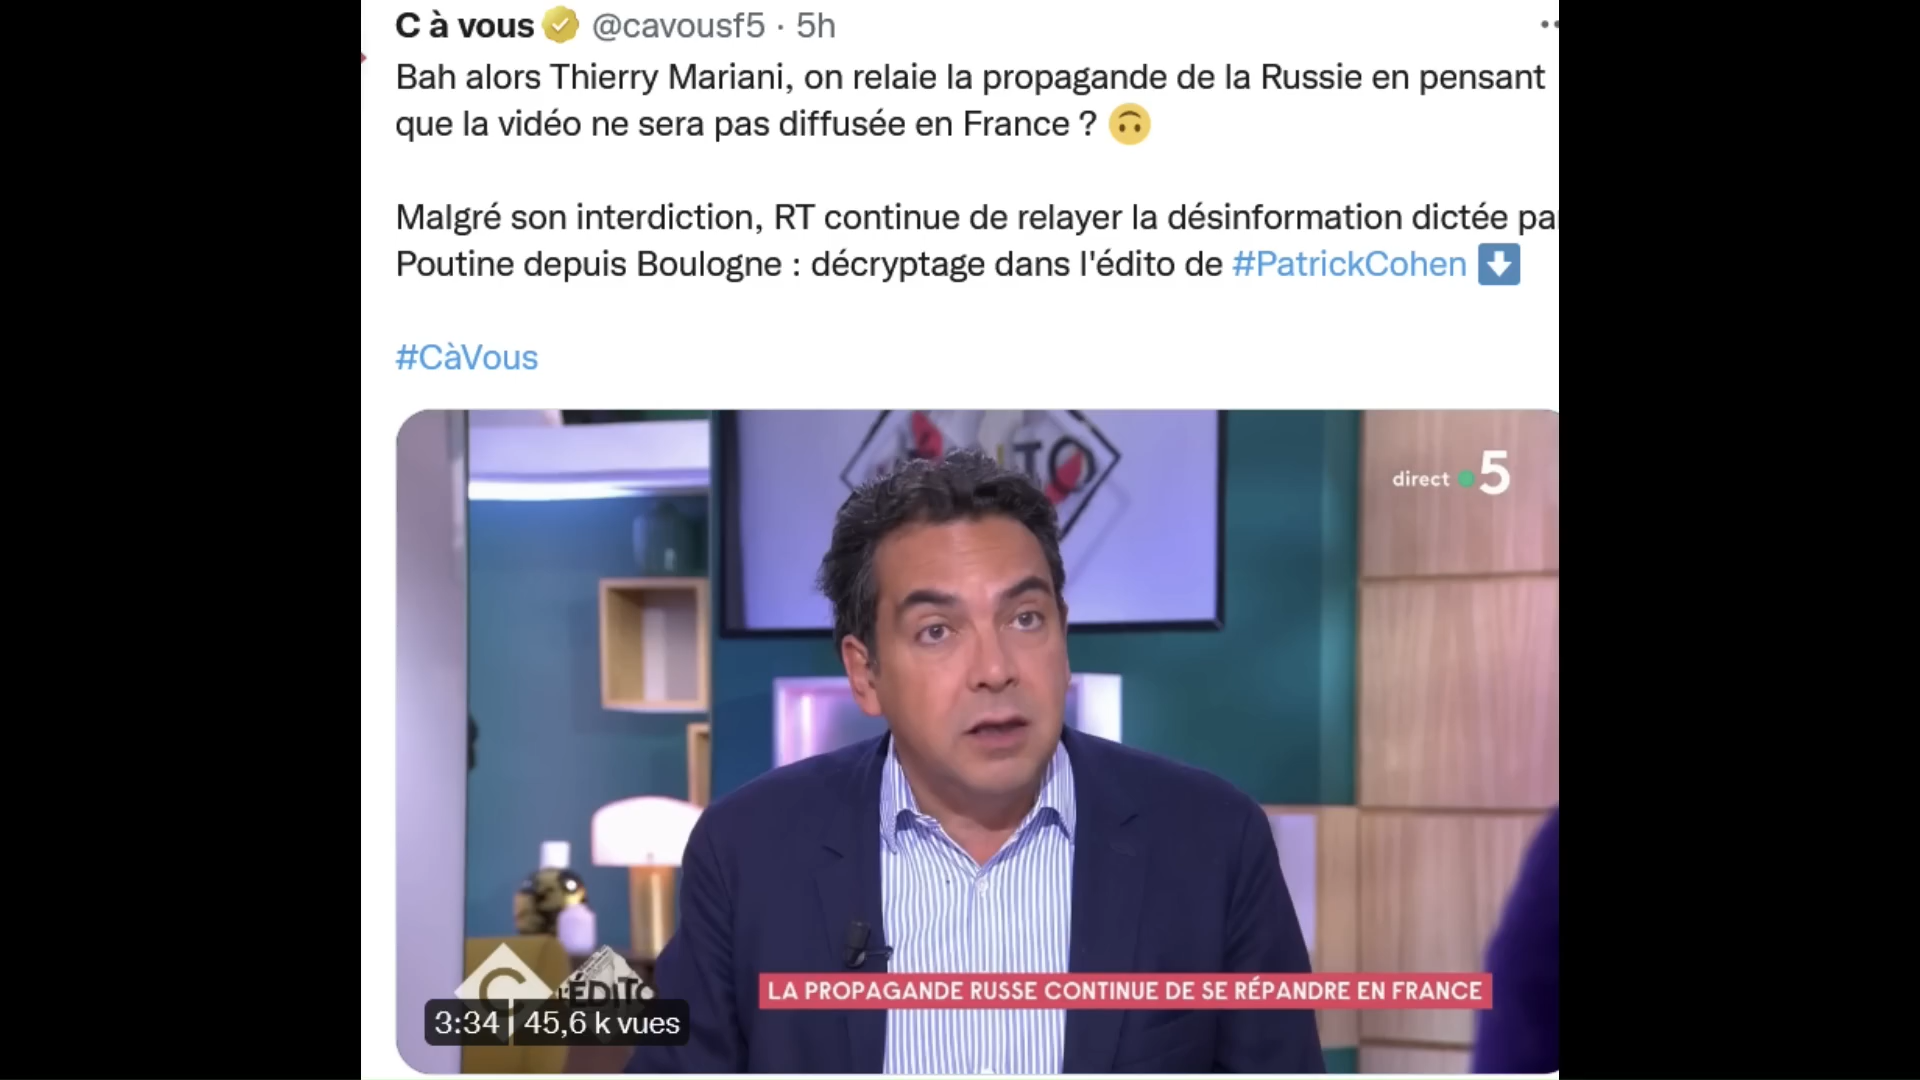 C à vous @cavousf5 · 5h
Bah alors Thierry Mariani, on relaie la propagande de la Russie en pensant
que la vidéo ne sera pas diffusée en France ? 🙃
Malgré son interdiction, RT continue de relayer la désinformation dictée pa
Poutine depuis Boulogne : décryptage dans l'édito de #PatrickCohen ⬇️
#CàVous
direct 5
C
L'ÉDITO
LA PROPAGANDE RUSSE CONTINUE DE SE RÉPANDRE EN FRANCE
3:34 | 45,6 k vues